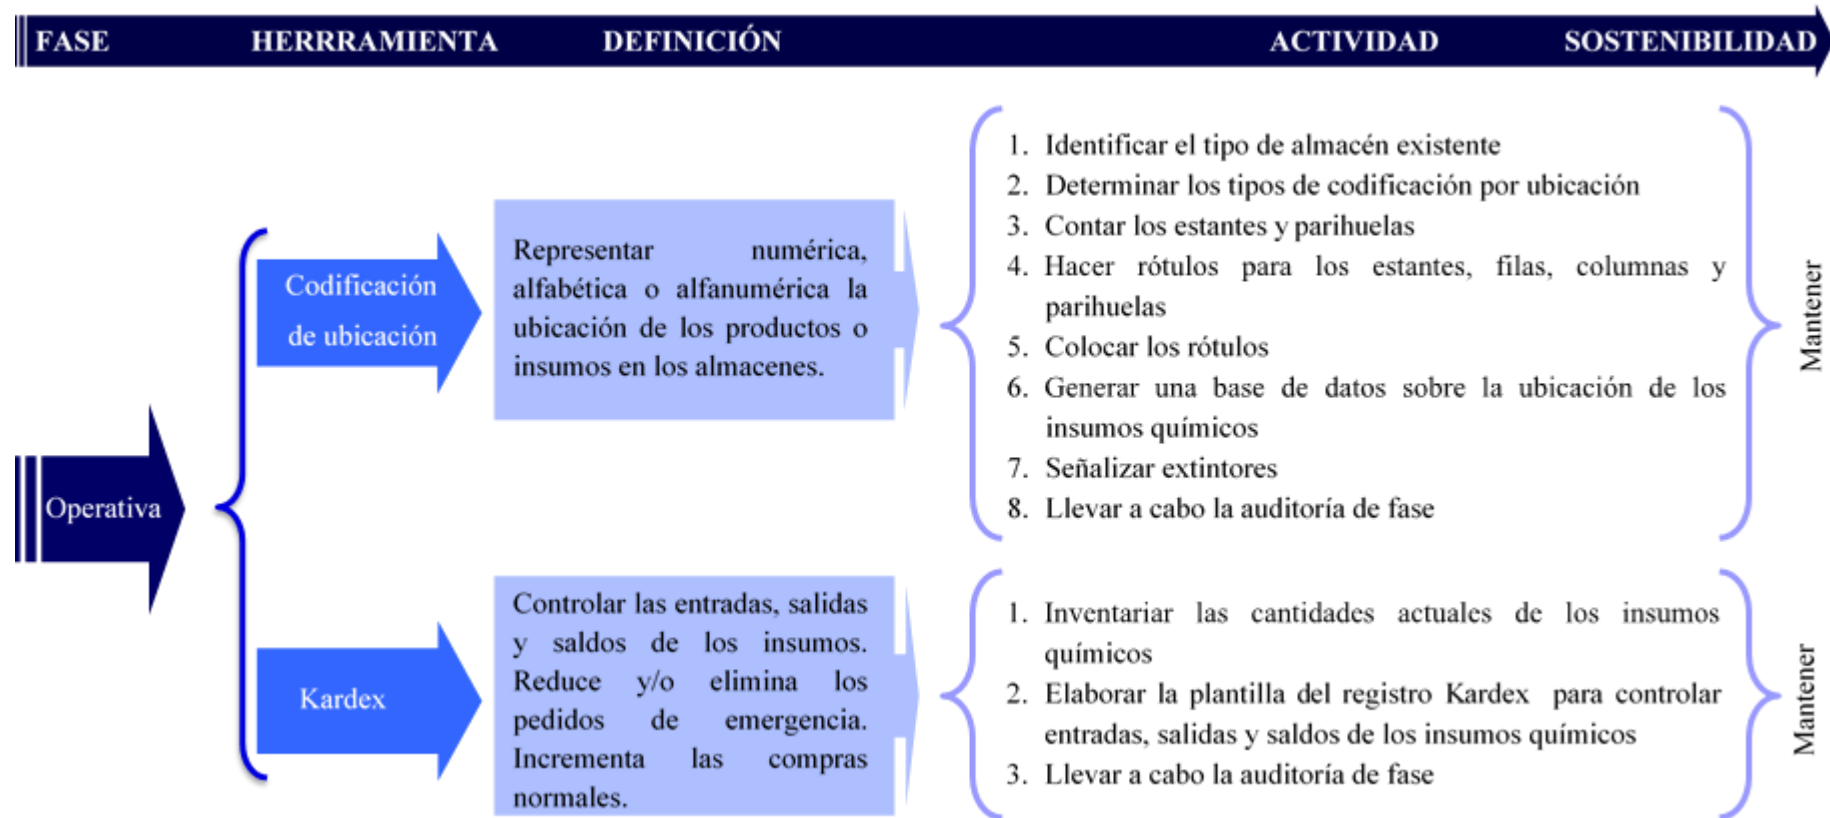 FASE HERRRAMIENTA DEFINICIÓN ACTIVIDAD SOSTENIBILIDAD
Operativa
Codificación
de ubicación
Representar numérica,
alfabética o alfanumérica la
ubicación de los productos o
insumos en los almacenes.
1. Identificar el tipo de almacén existente
2. Determinar los tipos de codificación por ubicación
3. Contar los estantes y parihuelas
4. Hacer rótulos para los estantes, filas, columnas y
parihuelas
5. Colocar los rótulos
6. Generar una base de datos sobre la ubicación de los
insumos químicos
7. Señalizar extintores
8. Llevar a cabo la auditoría de fase
Mantener
Kardex
Controlar las entradas, salidas
y saldos de los insumos.
Reduce y/o elimina los
pedidos de emergencia.
Incrementa las compras
normales.
1. Inventariar las cantidades actuales de los insumos
químicos
2. Elaborar la plantilla del registro Kardex para controlar
entradas, salidas y saldos de los insumos químicos
3. Llevar a cabo la auditoría de fase
Mantener